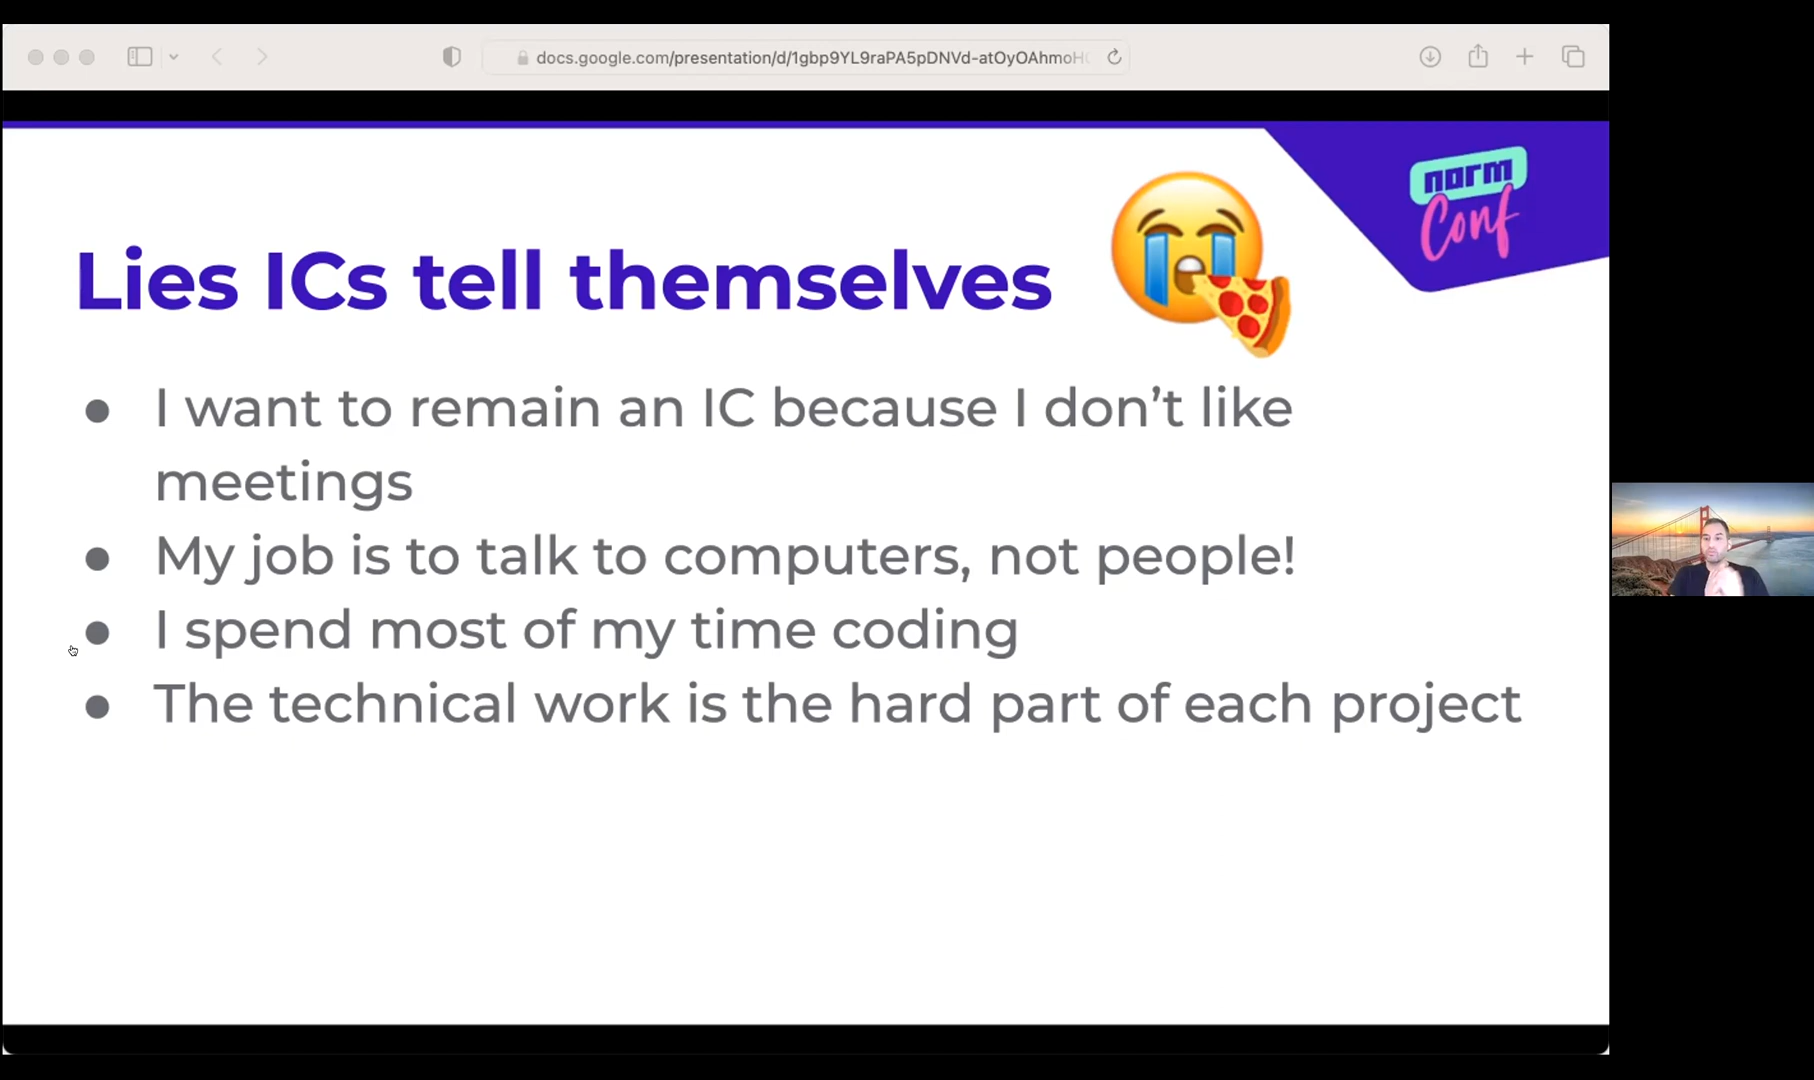 docs.google.com/presentation/d/1gbp9YL9raPA5pDNVd-atOyOAhmoH
norm
Conf
Lies ICs tell themselves
● I want to remain an IC because I don’t like
meetings
● My job is to talk to computers, not people!
● I spend most of my time coding
● The technical work is the hard part of each project